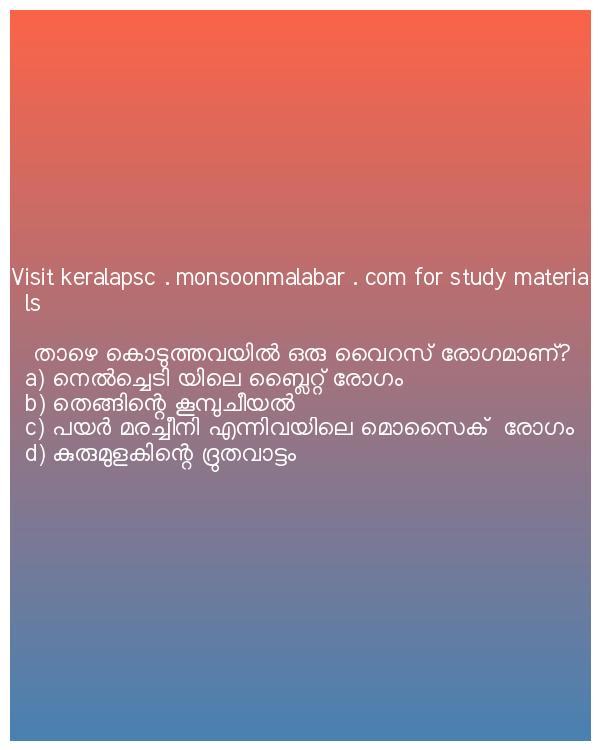 Visit keralapsc . monsoonmalabar . com for study materia
ls
താഴെ കൊടുത്തവയിൽ ഒരു വൈറസ് രോഗമാണ്?
a) നെൽച്ചെടി യിലെ ബ്ലൈറ്റ് രോഗം
b) തെങ്ങിന്റെ കൂമ്പുചീയൽ
c) പയർ മരച്ചീനി എന്നിവയിലെ മൊസൈക്  രോഗം
d) കുരുമുളകിന്റെ ദ്രുതവാട്ടം